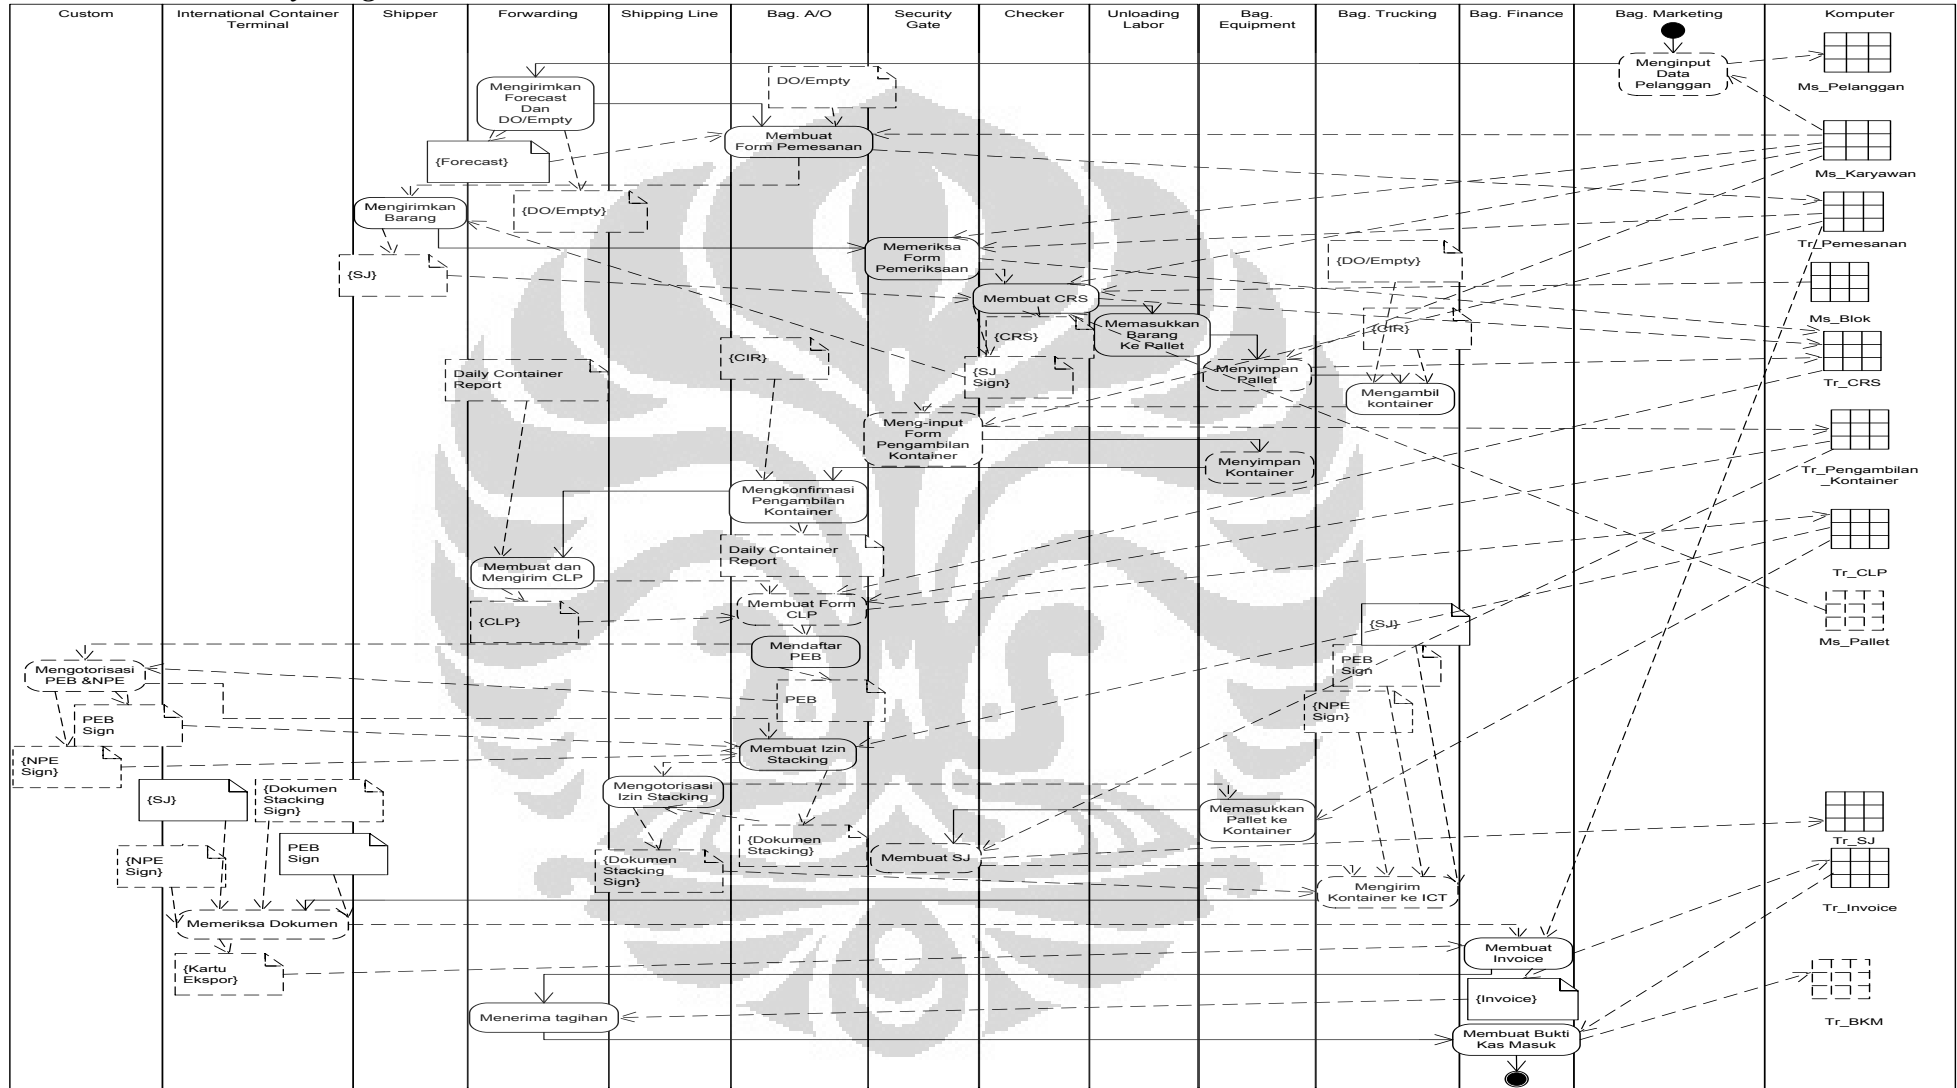 Custom
International Container
Terminal
Shipper
Forwarding
Shipping Line
Bag. A/O
Security
Gate
Checker
Unloading
Labor
Bag.
Equipment
Bag. Trucking
Bag. Finance
Bag. Marketing
Komputer
Menginput
Data
Pelanggan
Ms_Pelanggan
Mengirimkan
Forecast
Dan
DO/Empty
DO/Empty
Membuat
Form Pemesanan
{Forecast}
Ms_Karyawan
Mengirimkan
Barang
{DO/Empty}
Tr_Pemesanan
Memeriksa
Form
Pemeriksaan
{SJ}
{DO/Empty}
Membuat CRS
Ms_Blok
{CRS}
Memasukkan
Barang
Ke Pallet
{CIR}
{CIR}
Daily Container
Report
{SJ
Sign}
Menyimpan
Pallet
Tr_CRS
Mengambil
kontainer
Meng-input
Form
Pengambilan
Kontainer
Menyimpan
Kontainer
Tr_Pengambilan
_Kontainer
Mengkonfirmasi
Pengambilan
Kontainer
Daily Container
Report
Membuat dan
Mengirim CLP
Tr_CLP
Membuat Form
CLP
{CLP}
{SJ}
Ms_Pallet
Mendaftar
PEB
Mengotorisasi
PEB &NPE
PEB
Sign
PEB
{NPE
Sign}
PEB
Sign
Membuat Izin
Stacking
{NPE
Sign}
Mengotorisasi
Izin Stacking
{SJ}
{Dokumen
Stacking
Sign}
Memasukkan
Pallet ke
Kontainer
Tr_SJ
{Dokumen
Stacking}
PEB
Sign
{NPE
Sign}
{Dokumen
Stacking
Sign}
Membuat SJ
Mengirim
Kontainer ke ICT
Tr_Invoice
Memeriksa Dokumen
Membuat
Invoice
{Kartu
Ekspor}
{Invoice}
Menerima tagihan
Tr_BKM
Membuat Bukti
Kas Masuk